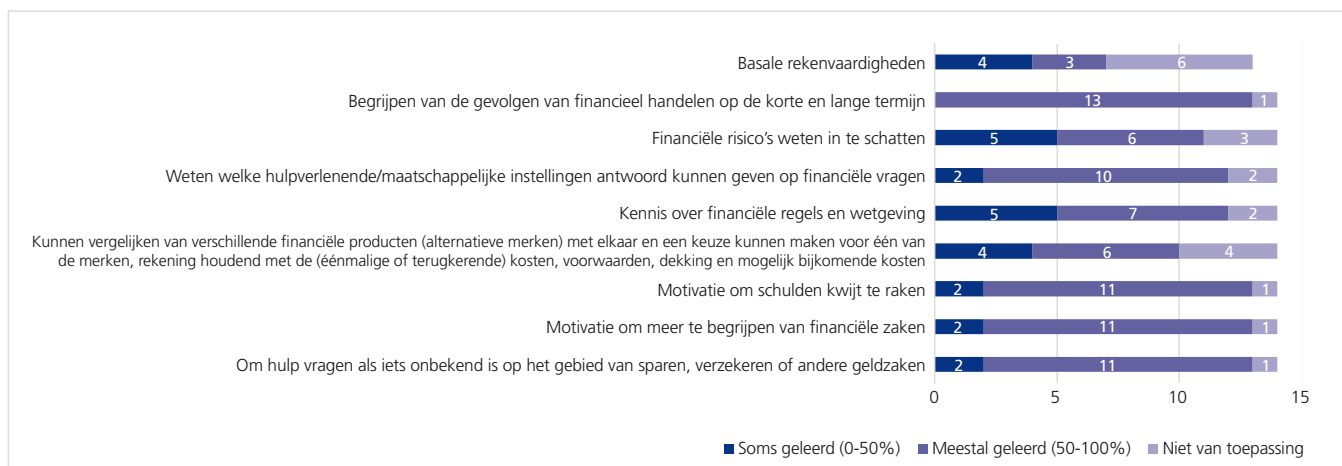 Basale rekenvaardigheden 4 3 6
Begrijpen van de gevolgen van financieel handelen op de korte en lange termijn 13 1
Financiële risico's weten in te schatten 5 6 3
Weten welke hulpverlenende/maatschappelijke instellingen antwoord kunnen geven op financiële vragen 2 10 2
Kennis over financiële regels en wetgeving 5 7 2
Kunnen vergelijken van verschillende financiële producten (alternatieve merken) met elkaar en een keuze kunnen maken voor één van
de merken, rekening houdend met de (éénmalige of terugkerende) kosten, voorwaarden, dekking en mogelijk bijkomende kosten 4 6 4
Motivatie om schulden kwijt te raken 2 11 1
Motivatie om meer te begrijpen van financiële zaken 2 11 1
Om hulp vragen als iets onbekend is op het gebied van sparen, verzekeren of andere geldzaken 2 11 1
0 5 10 15
Soms geleerd (0-50%) Meestal geleerd (50-100%) Niet van toepassing